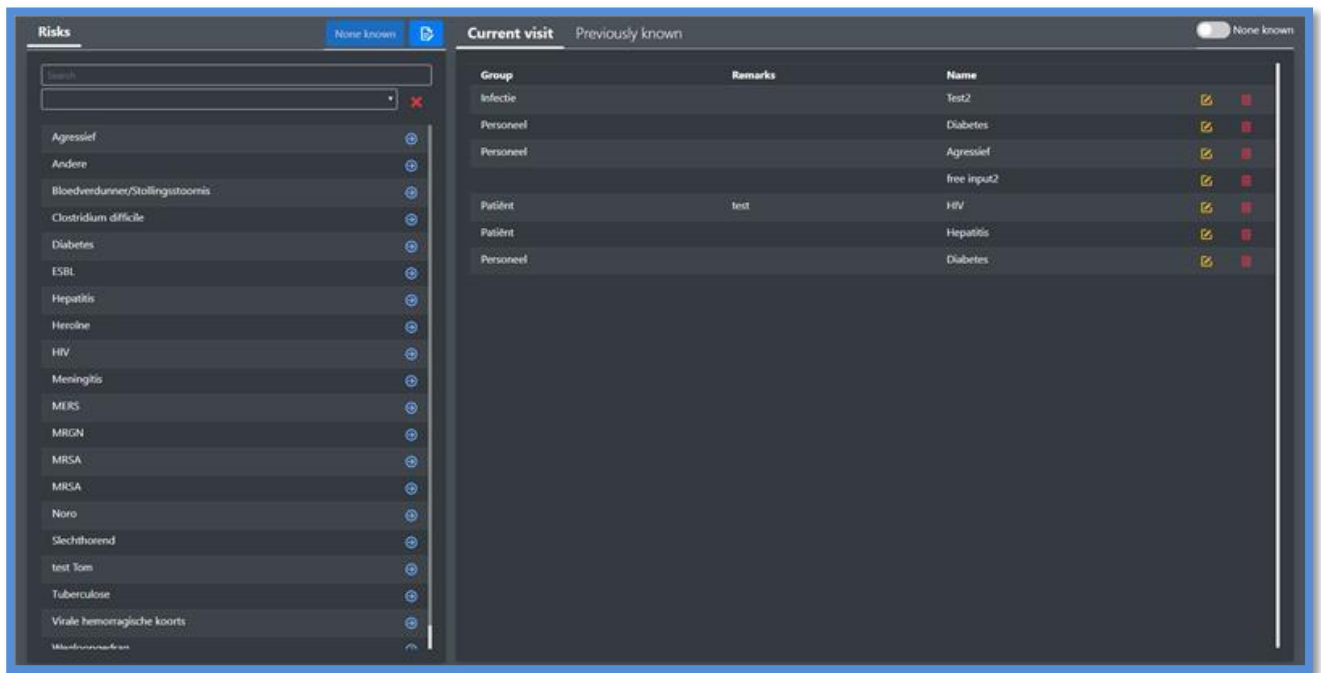 Risks
None known
Search
Agressief
Andere
Bloedverdunner/Stollingsstoornis
Clostridium difficile
Diabetes
ESBL
Hepatitis
Heroïne
HIV
Meningitis
MERS
MRGN
MRSA
MRSA
Noro
Slechthorend
test Tom
Tuberculose
Virale hemorragische koorts
Current visit Previously known
None known
Group Remarks Name
Infectie Test2
Personeel Diabetes
Personeel Agressief
free input2
Patiënt test HIV
Patiënt Hepatitis
Personeel Diabetes